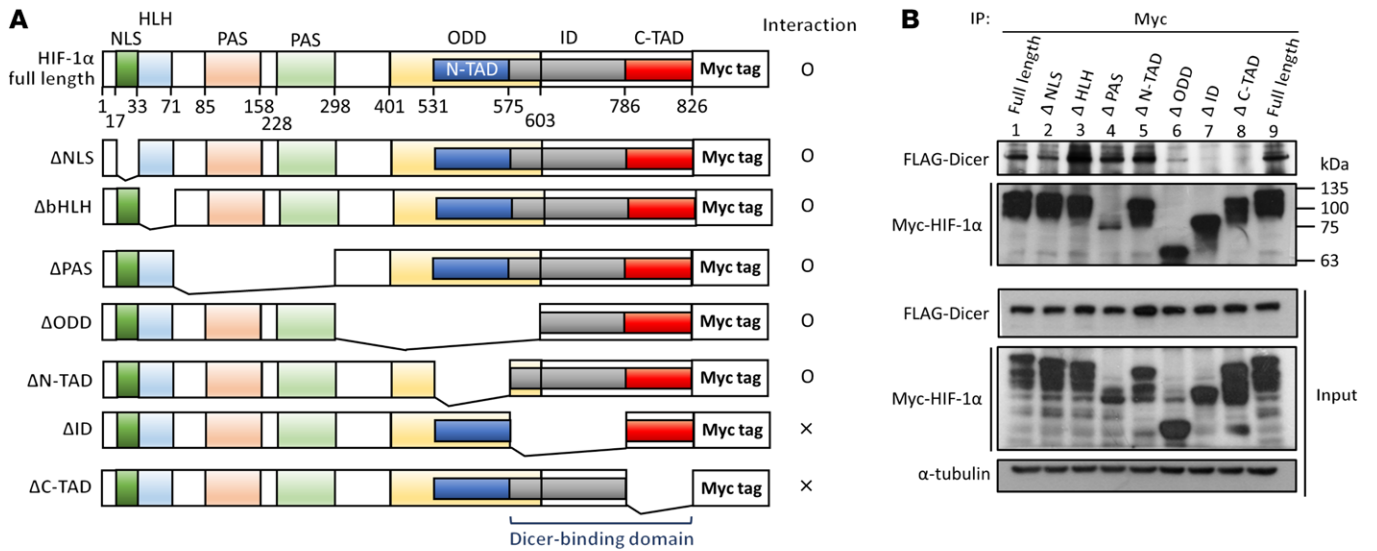 A
HLH
NLS PAS PAS ODD ID C-TAD Interaction
HIF-1α
full length
N-TAD Myc tag O
1 33 71 85 158 298 401 531 575 786 826
17 228 603
ΔNLS Myc tag O
ΔbHLH Myc tag O
ΔPAS Myc tag O
ΔODD Myc tag O
ΔN-TAD Myc tag O
ΔID Myc tag ×
ΔC-TAD Myc tag ×
Dicer-binding domain
B
IP: Myc
Full length Δ NLS Δ HLH Δ PAS Δ N-TAD Δ ODD Δ ID Δ C-TAD Full length
1 2 3 4 5 6 7 8 9
FLAG-Dicer
kDa
Myc-HIF-1α
135
100
75
63
FLAG-Dicer
Myc-HIF-1α
Input
α-tubulin